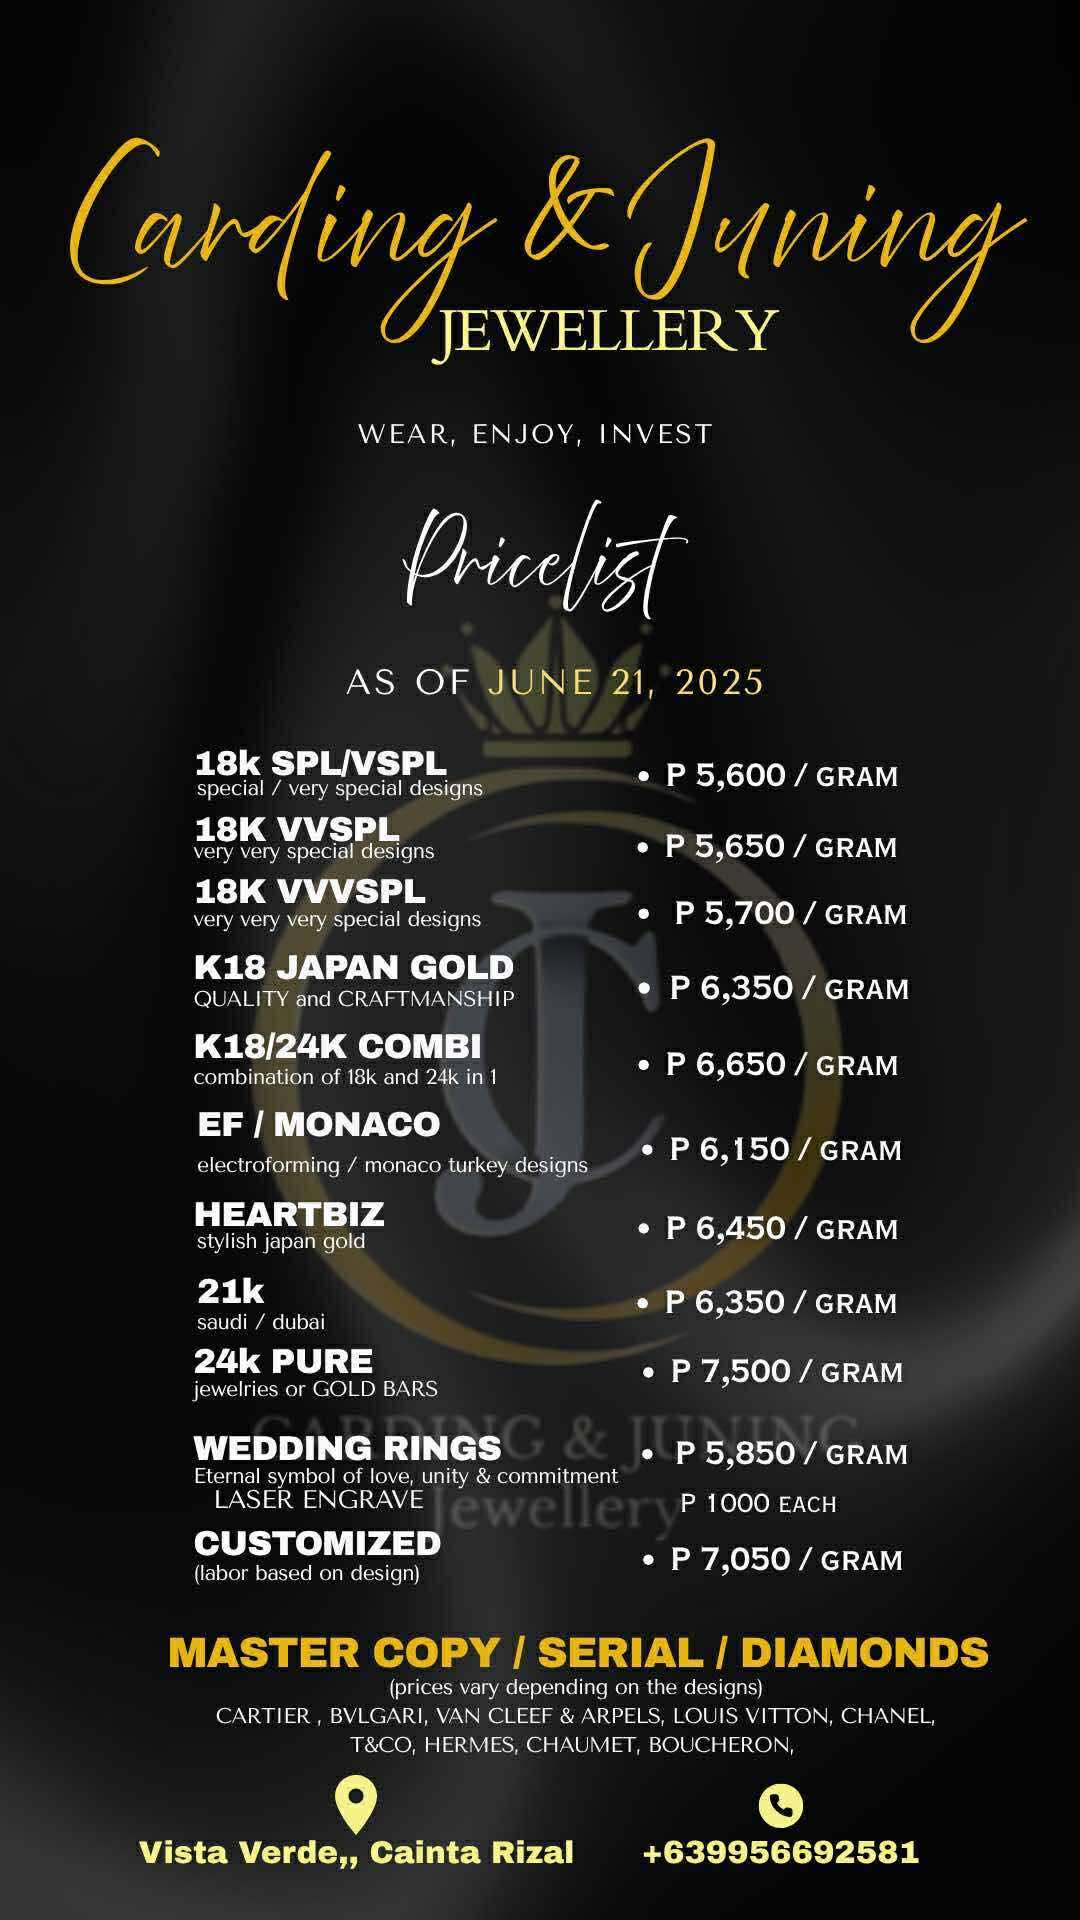 Carding & Juning
JEWELLERY
WEAR, ENJOY, INVEST
Pricelist
AS OF JUNE 21, 2025
18k SPL/VSPL
special / very special designs
• P 5,600 / GRAM
18K VVSPL
very very special designs
• P 5,650 / GRAM
18K VVVSPL
very very very special designs
• P 5,700 / GRAM
K18 JAPAN GOLD
QUALITY and CRAFTMANSHIP
• P 6,350 / GRAM
K18/24K COMBI
combination of 18k and 24k in 1
• P 6,650 / GRAM
EF / MONACO
electroforming / monaco turkey designs
• P 6,150 / GRAM
HEARTBIZ
stylish japan gold
• P 6,450 / GRAM
21k
saudi / dubai
• P 6,350 / GRAM
24k PURE
jewelries or GOLD BARS
• P 7,500 / GRAM
CARDING & JUNING
Jewellery
WEDDING RINGS
Eternal symbol of love, unity & commitment
• P 5,850 / GRAM
LASER ENGRAVE
P 1000 EACH
CUSTOMIZED
(labor based on design)
• P 7,050 / GRAM
MASTER COPY / SERIAL / DIAMONDS
(prices vary depending on the designs)
CARTIER , BVLGARI, VAN CLEEF & ARPELS, LOUIS VITTON, CHANEL,
T&CO, HERMES, CHAUMET, BOUCHERON,
Vista Verde,, Cainta Rizal
+639956692581